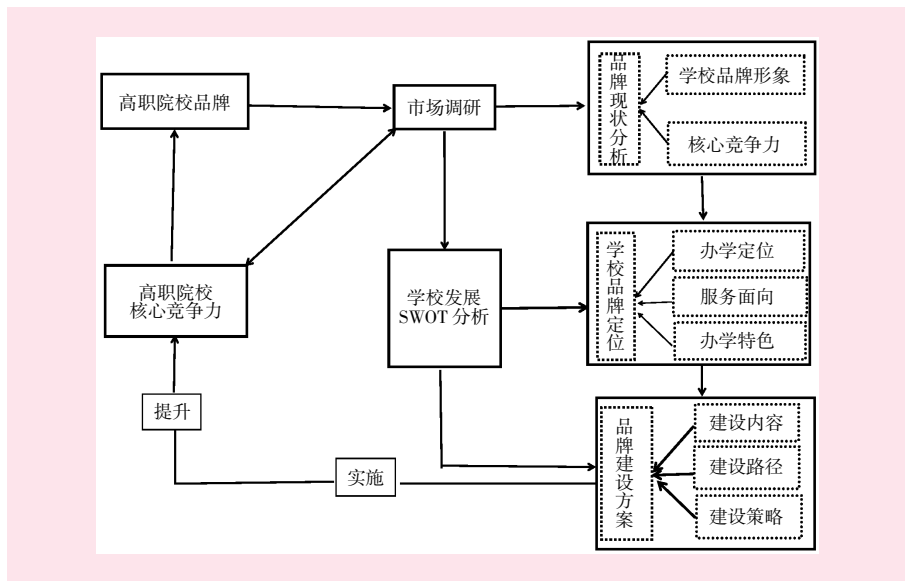 高职院校品牌
市场调研
品牌现状分析
学校品牌形象
核心竞争力
高职院校
核心竞争力
学校发展
SWOT 分析
学校品牌定位
办学定位
服务面向
办学特色
提升
实施
品牌建设方案
建设内容
建设路径
建设策略